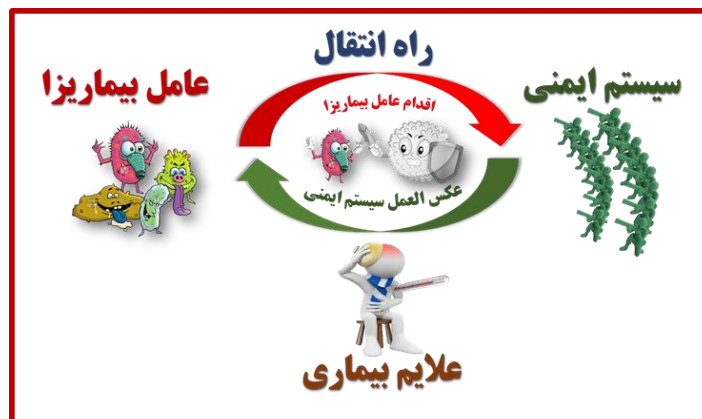 راه انتقال
سیستم ایمنی
عامل بیماریزا
اقدام عامل بیماریزا
عکس العمل سیستم ایمنی
علایم بیماری